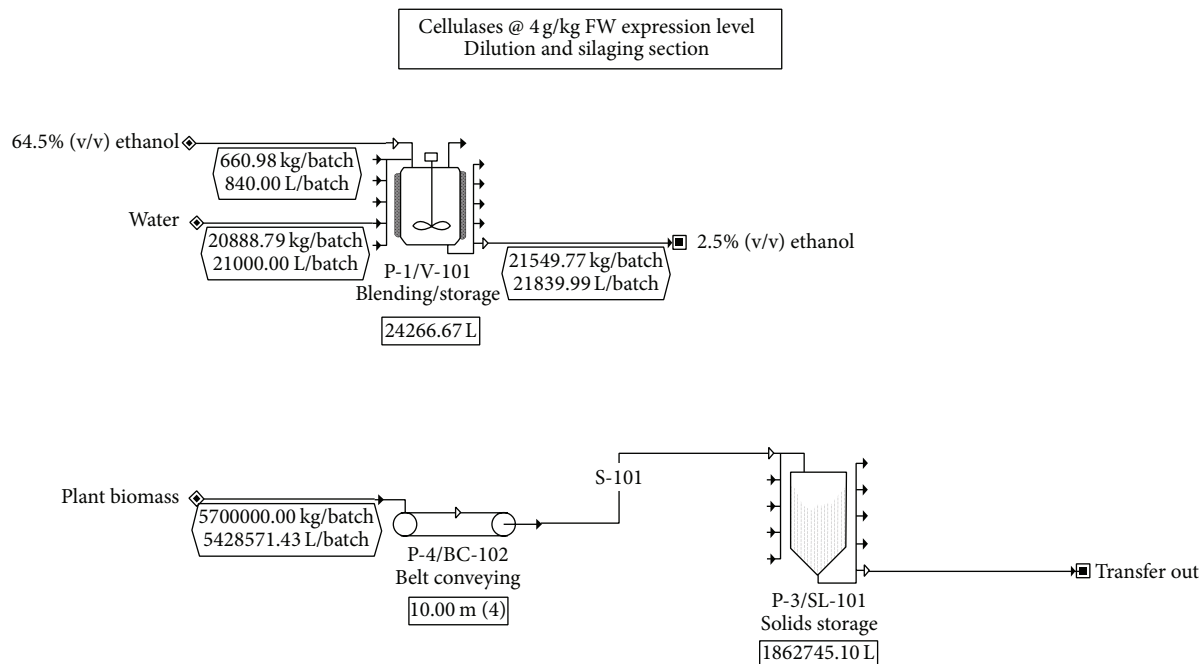 Cellulases @ 4 g/kg FW expression level
Dilution and silaging section
64.5% (v/v) ethanol
660.98 kg/batch
840.00 L/batch
Water
20888.79 kg/batch
21000.00 L/batch
P-1/V-101
Blending/storage
24266.67 L
21549.77 kg/batch
21839.99 L/batch
2.5% (v/v) ethanol
Plant biomass
5700000.00 kg/batch
5428571.43 L/batch
P-4/BC-102
Belt conveying
10.00 m (4)
S-101
P-3/SL-101
Solids storage
1862745.10 L
Transfer out